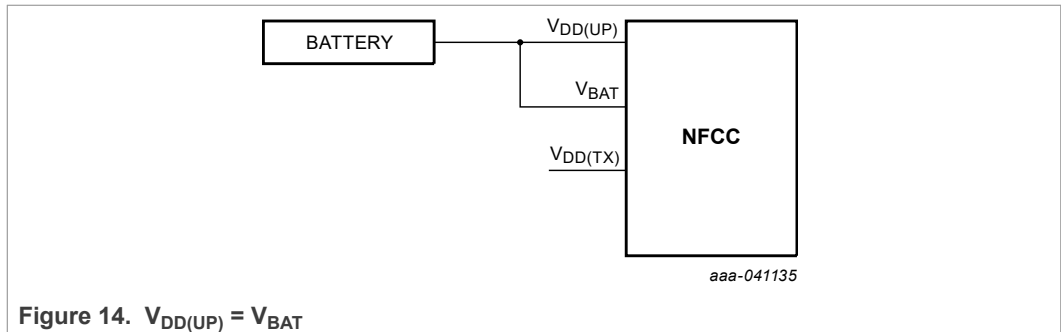 BATTERY
VDD(UP)
VBAT
VDD(TX)
NFCC
aaa-041135
Figure 14. VDD(UP) = VBAT